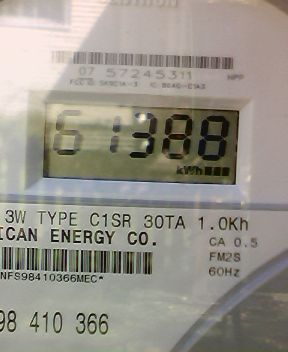 07 57245311 NPP
61388
kWh
3W TYPE C1SR 30TA 1.0Kh
ICAN ENERGY CO.
CA 0.5
FM2S
60Hz
NFS98410366MEC*
98 410 366